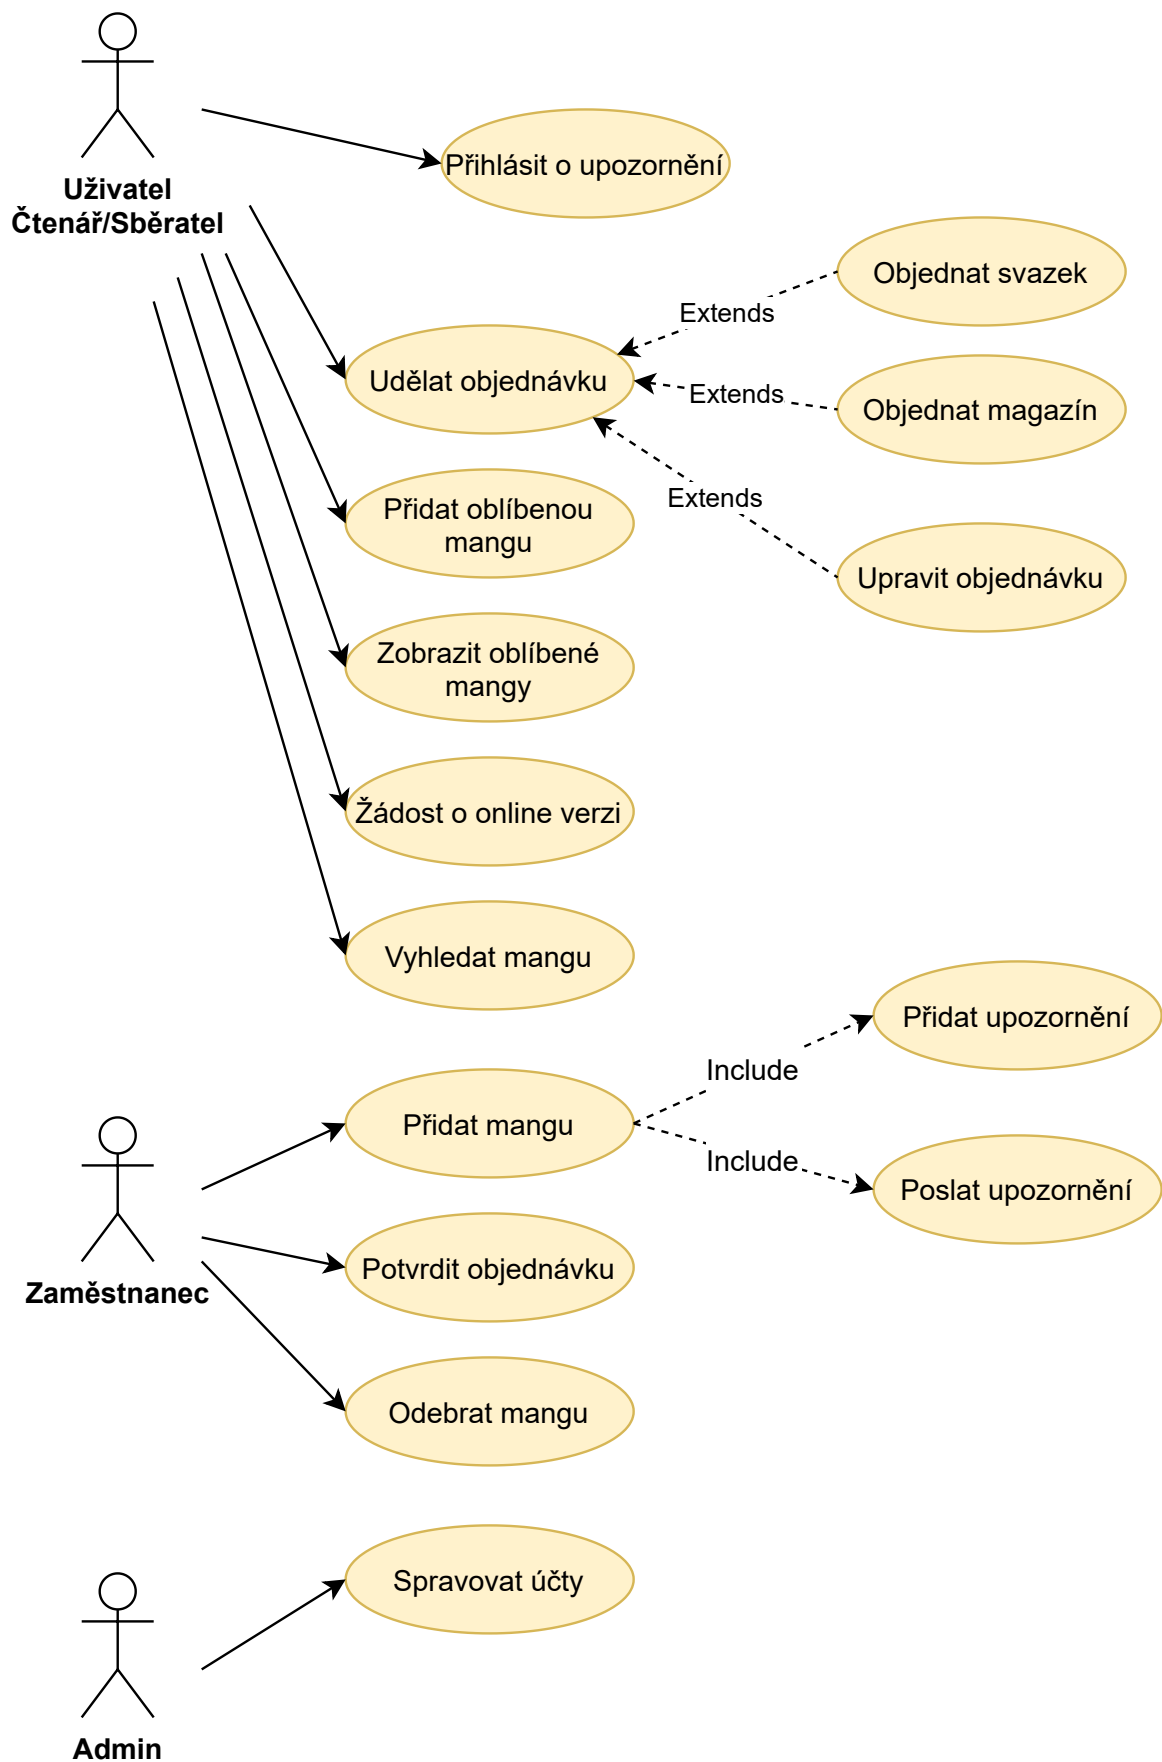 Uživatel
Čtenář/Sběratel
Přihlásit o upozornění
Objednat svazek
Extends
Udělat objednávku
Extends
Objednat magazín
Extends
Přidat oblíbenou
mangu
Upravit objednávku
Zobrazit oblíbené
mangy
Žádost o online verzi
Vyhledat mangu
Přidat upozornění
Include
Přidat mangu
Include
Poslat upozornění
Zaměstnanec
Potvrdit objednávku
Odebrat mangu
Spravovat účty
Admin